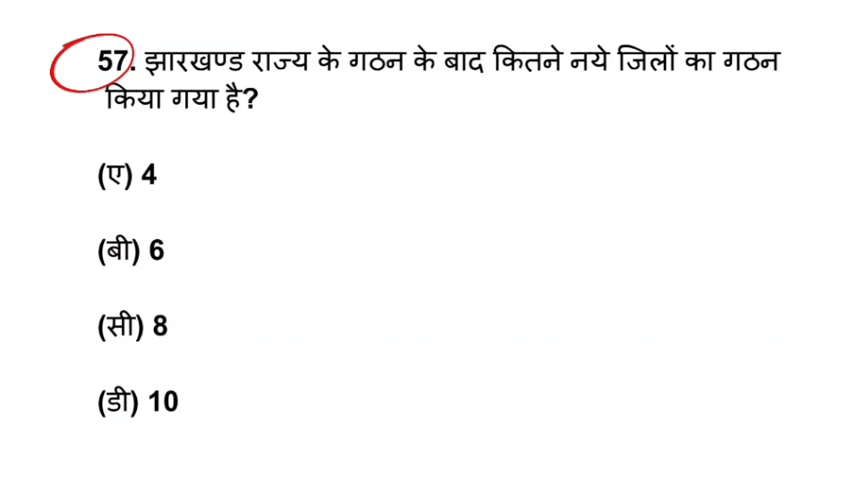 57. झारखण्ड राज्य के गठन के बाद कितने नये जिलों का गठन
किया गया है?
(ए) 4
(बी) 6
(सी) 8
(डी) 10